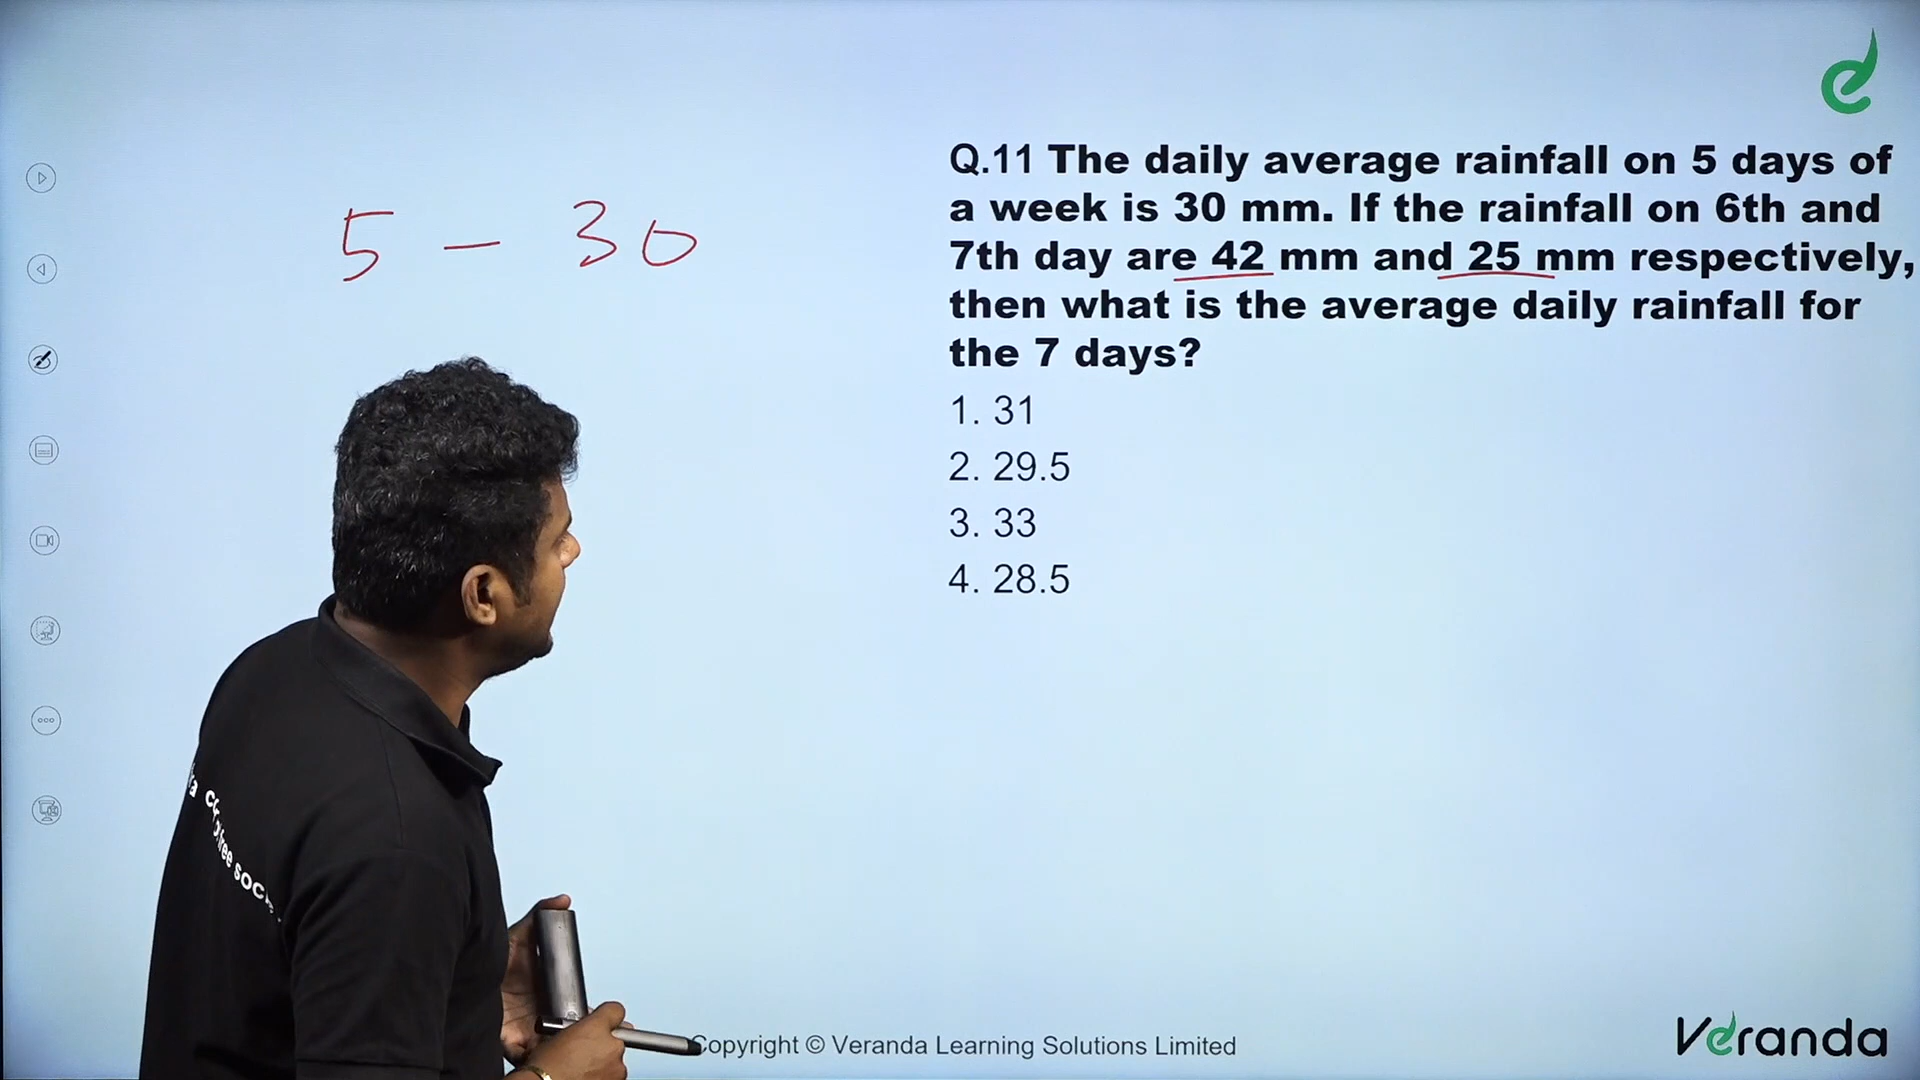 5 - 30
Q.11 The daily average rainfall on 5 days of
a week is 30 mm. If the rainfall on 6th and
7th day are 42 mm and 25 mm respectively,
then what is the average daily rainfall for
the 7 days?
1. 31
2. 29.5
3. 33
4. 28.5
Copyright © Veranda Learning Solutions Limited
Veranda